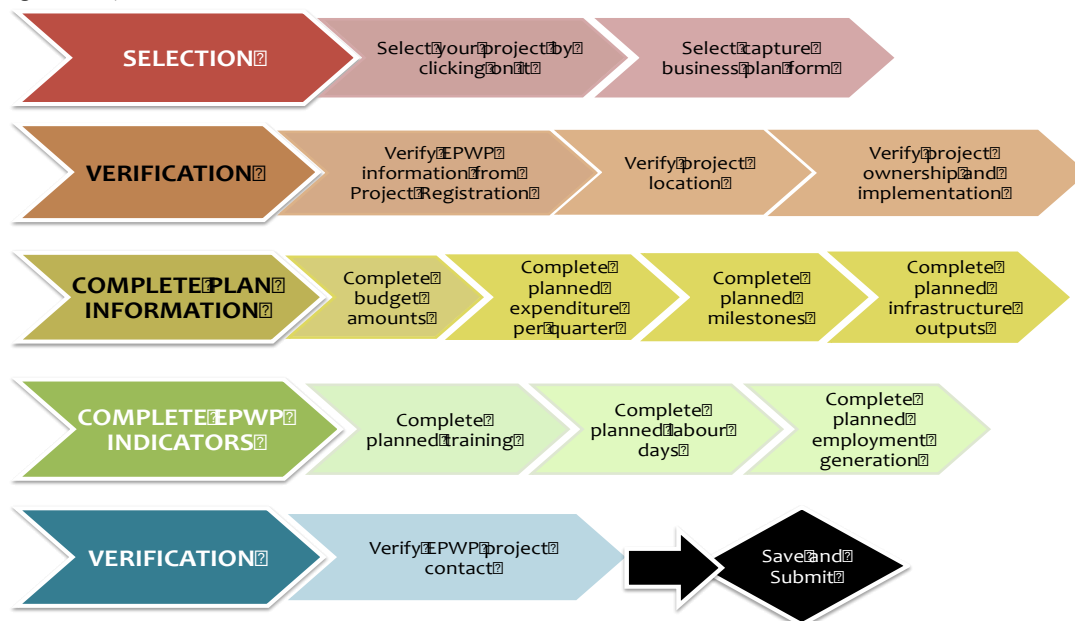 SELECTION
Select your project by
clicking on it
Select capture
business plan form
VERIFICATION
Verify EPWP
information from
Project Registration
Verify project
location
Verify project
ownership and
implementation
COMPLETE PLAN
INFORMATION
Complete
budget
amounts
Complete
planned
expenditure
per quarter
Complete
planned
milestones
Complete
planned
infrastructure
outputs
COMPLETE EPWP
INDICATORS
Complete
planned training
Complete
planned labour
days
Complete
planned
employment
generation
VERIFICATION
Verify EPWP project
contact
Save and
Submit